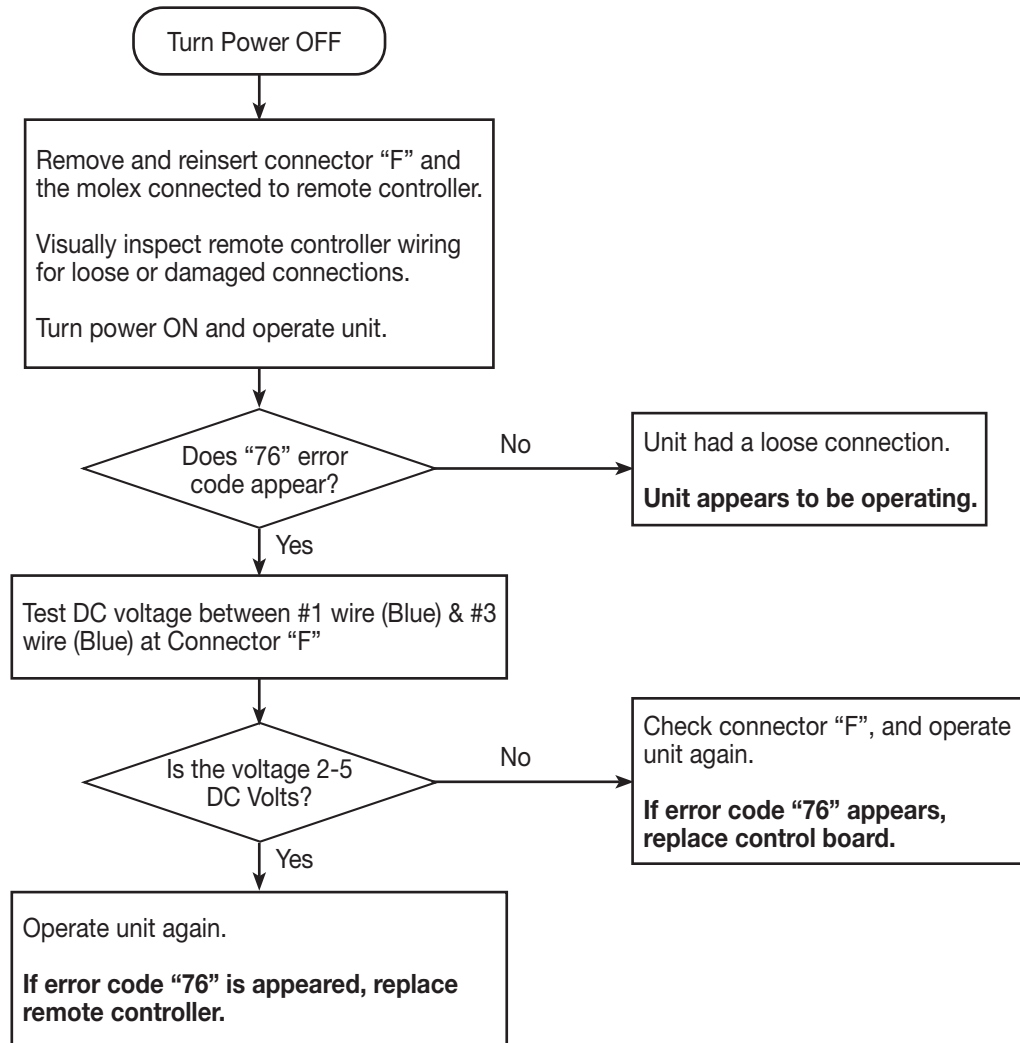 Turn Power OFF
Remove and reinsert connector “F” and
the molex connected to remote controller.
Visually inspect remote controller wiring
for loose or damaged connections.
Turn power ON and operate unit.
Does “76” error
code appear?
No
Unit had a loose connection.
Unit appears to be operating.
Yes
Test DC voltage between #1 wire (Blue) & #3
wire (Blue) at Connector “F”
Is the voltage 2-5
DC Volts?
No
Check connector “F”, and operate
unit again.
If error code “76” appears,
replace control board.
Yes
Operate unit again.
If error code “76” is appeared, replace
remote controller.